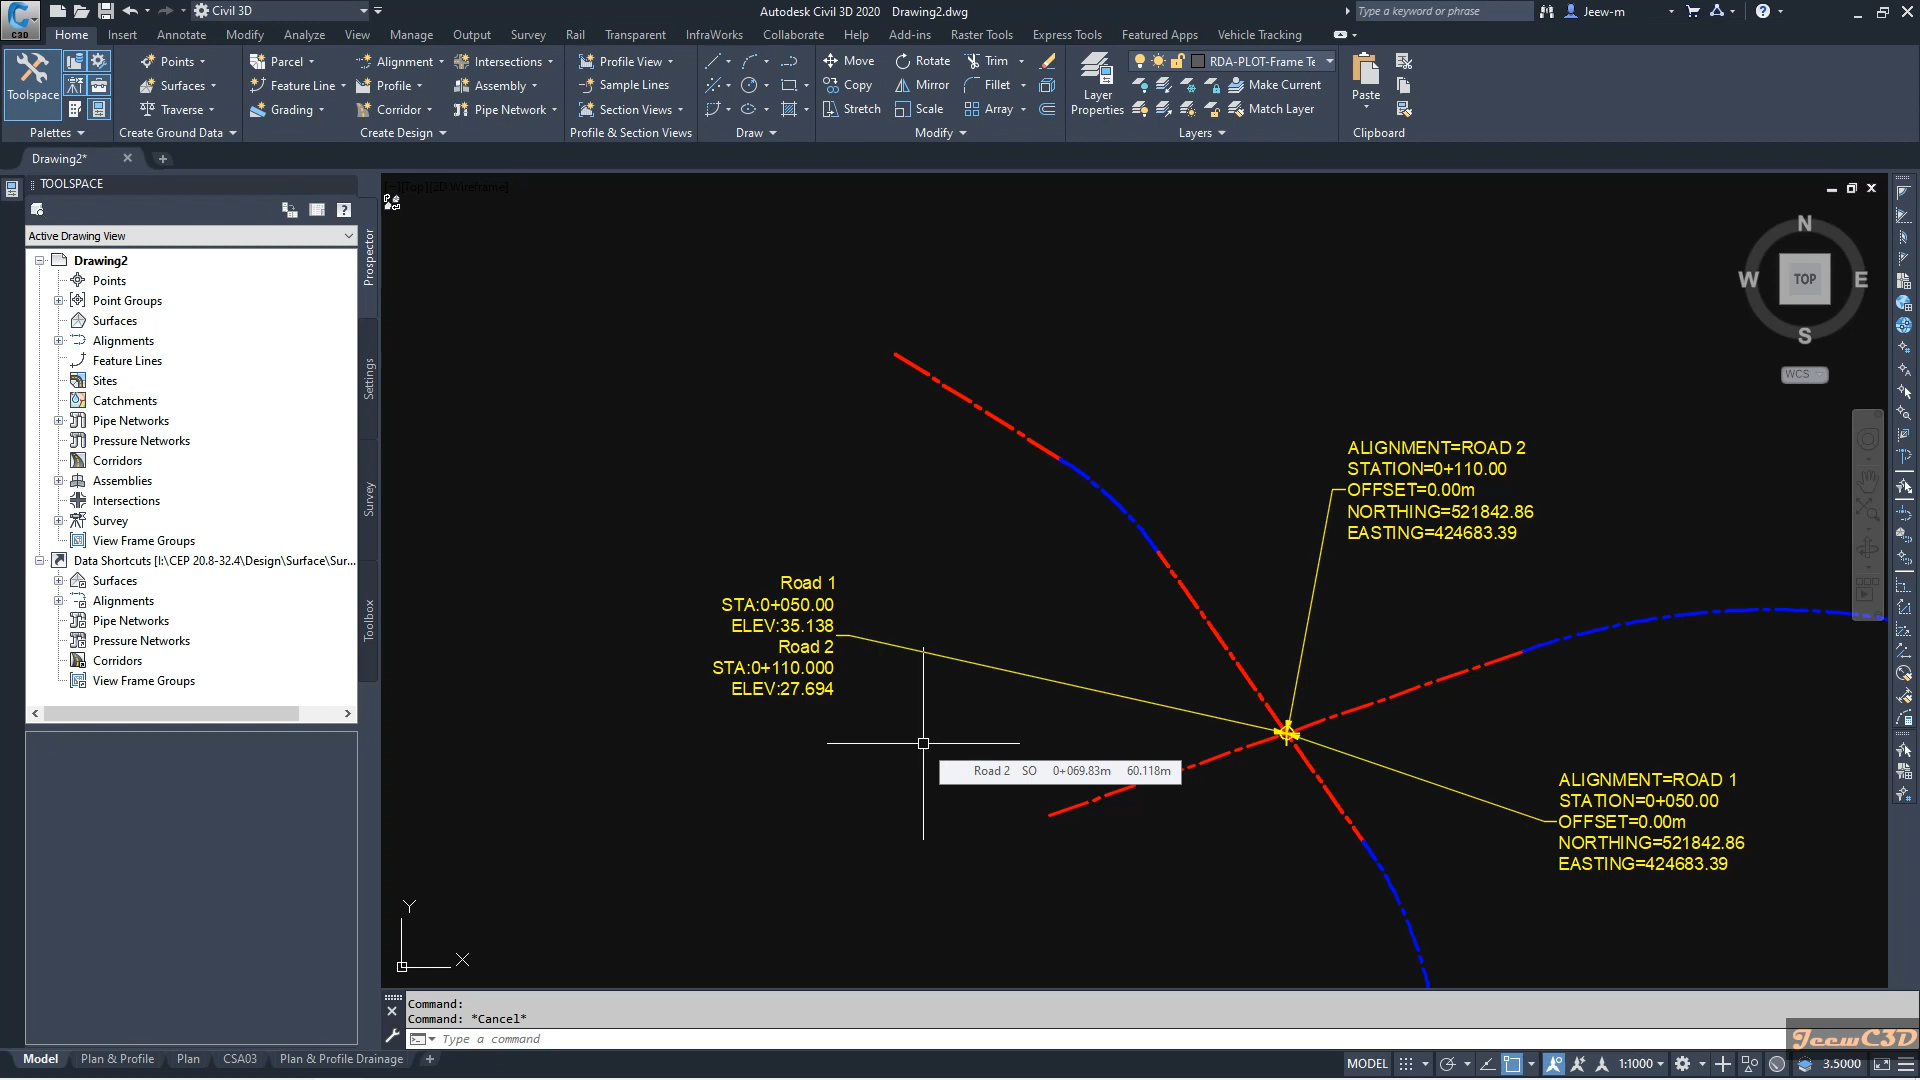 Civil 3D
Autodesk Civil 3D 2020 Drawing2.dwg
Type a keyword or phrase
Jeew-m
C3D
Home Insert Annotate Modify Analyze View Manage Output Survey Rail Transparent InfraWorks Collaborate Help Add-ins Raster Tools Express Tools Featured Apps Vehicle Tracking
Toolspace
Points
Surfaces
Traverse
Parcel
Feature Line
Grading
Alignment
Profile
Corridor
Intersections
Assembly
Pipe Network
Profile View
Sample Lines
Section Views
Move
Copy
Stretch
Rotate
Mirror
Scale
Trim
Fillet
Array
Layer
Properties
RDA-PLOT-Frame Te
Make Current
Match Layer
Paste
Palettes
Create Ground Data
Create Design
Profile & Section Views
Draw
Modify
Layers
Clipboard
Drawing2*
TOOLSPACE
Active Drawing View
Drawing2
Points
Point Groups
Surfaces
Alignments
Feature Lines
Sites
Catchments
Pipe Networks
Pressure Networks
Corridors
Assemblies
Intersections
Survey
View Frame Groups
Data Shortcuts [I:\CEP 20.8-32.4\Design\Surface\Sur...
Surfaces
Alignments
Pipe Networks
Pressure Networks
Corridors
View Frame Groups
Prospector
Settings
Survey
Toolbox
[−][Top][2D Wireframe]
N
W
TOP
E
S
WCS
ALIGNMENT=ROAD 2
STATION=0+110.00
OFFSET=0.00m
NORTHING=521842.86
EASTING=424683.39
Road 1
STA:0+050.00
ELEV:35.138
Road 2
STA:0+110.000
ELEV:27.694
Road 2 SO 0+069.83m 60.118m
ALIGNMENT=ROAD 1
STATION=0+050.00
OFFSET=0.00m
NORTHING=521842.86
EASTING=424683.39
Y
X
Command:
Command: *Cancel*
Type a command
JeewC3D
Model Plan & Profile Plan CSA03 Plan & Profile Drainage
MODEL
1:1000
3.5000